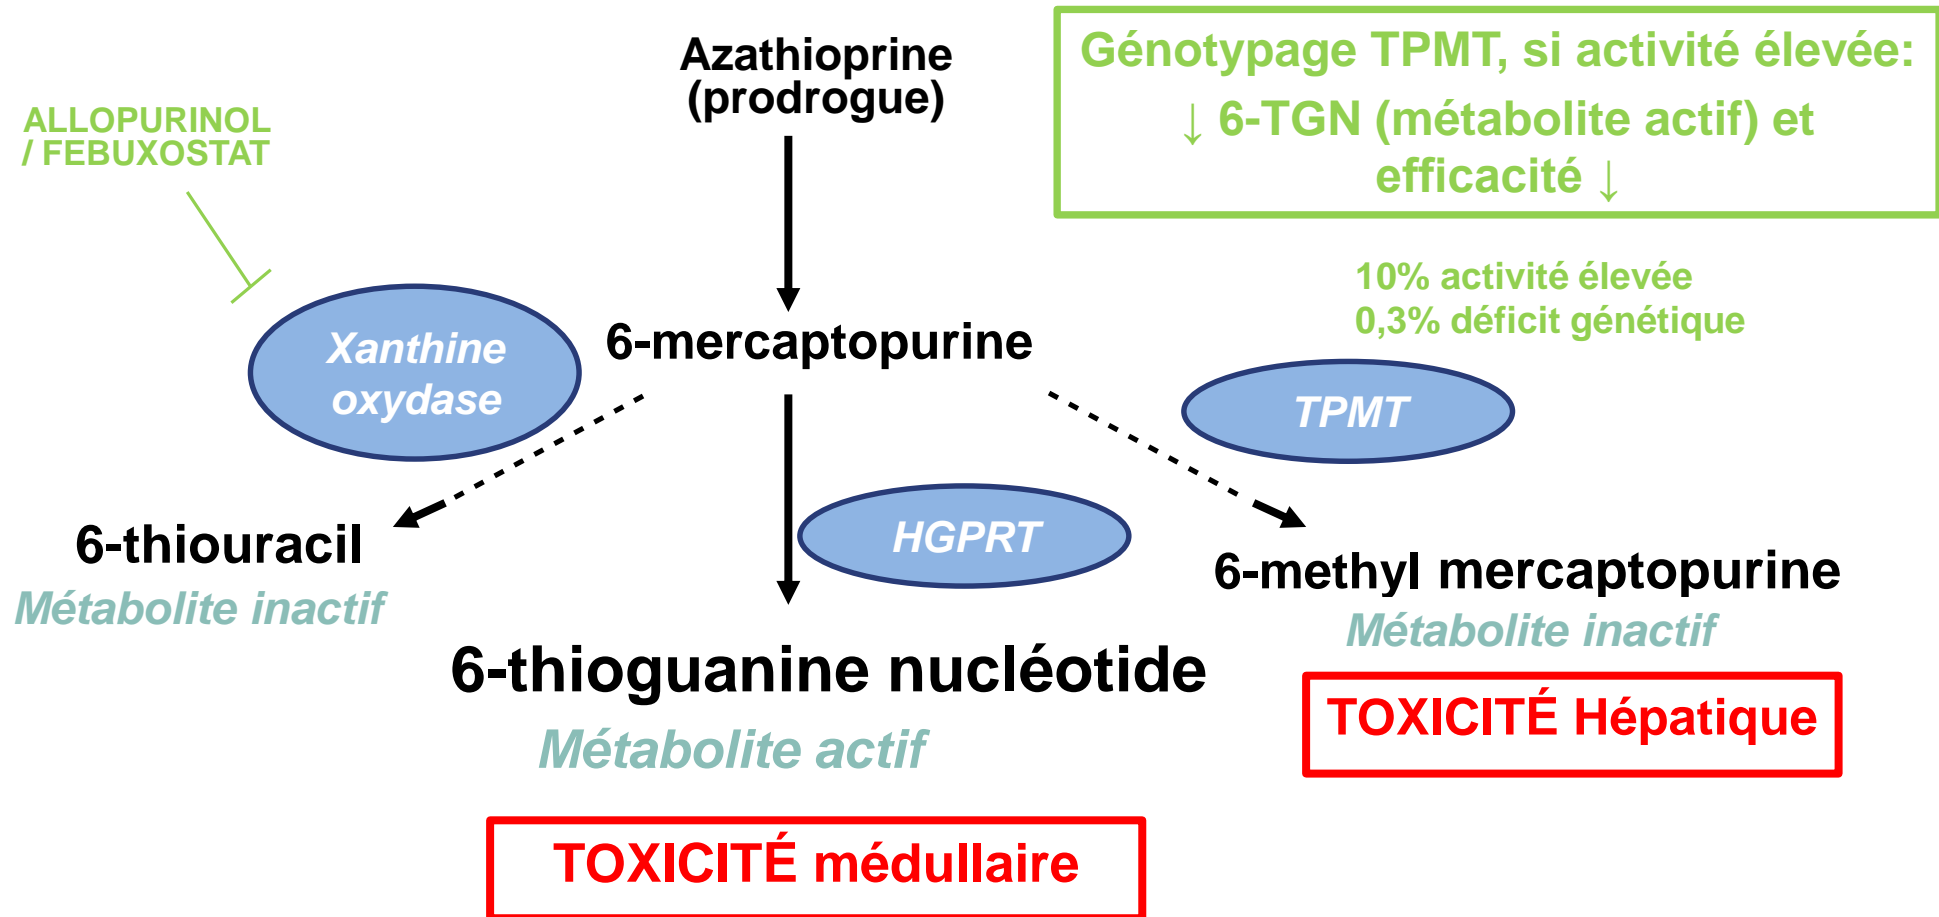 Azathioprine
(prodrogue)
Génotypage TPMT, si activité élevée:
↓ 6-TGN (métabolite actif) et
efficacité ↓
ALLOPURINOL
/ FEBUXOSTAT
10% activité élevée
0,3% déficit génétique
Xanthine
oxydase
6-mercaptopurine
TPMT
HGPRT
6-thiouracil
Métabolite inactif
6-methyl mercaptopurine
Métabolite inactif
6-thioguanine nucléotide
Métabolite actif
TOXICITÉ Hépatique
TOXICITÉ médullaire